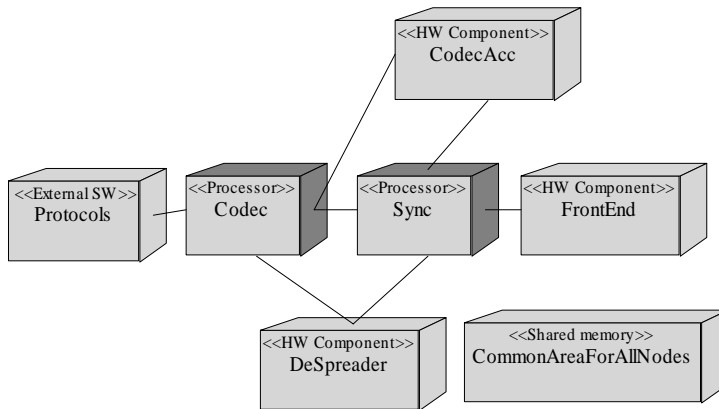 <<HW Component>>
CodecAcc
<<External SW>>
Protocols
<<Processor>>
Codec
<<Processor>>
Sync
<<HW Component>>
FrontEnd
<<HW Component>>
DeSpreader
<<Shared memory>>
CommonAreaForAllNodes